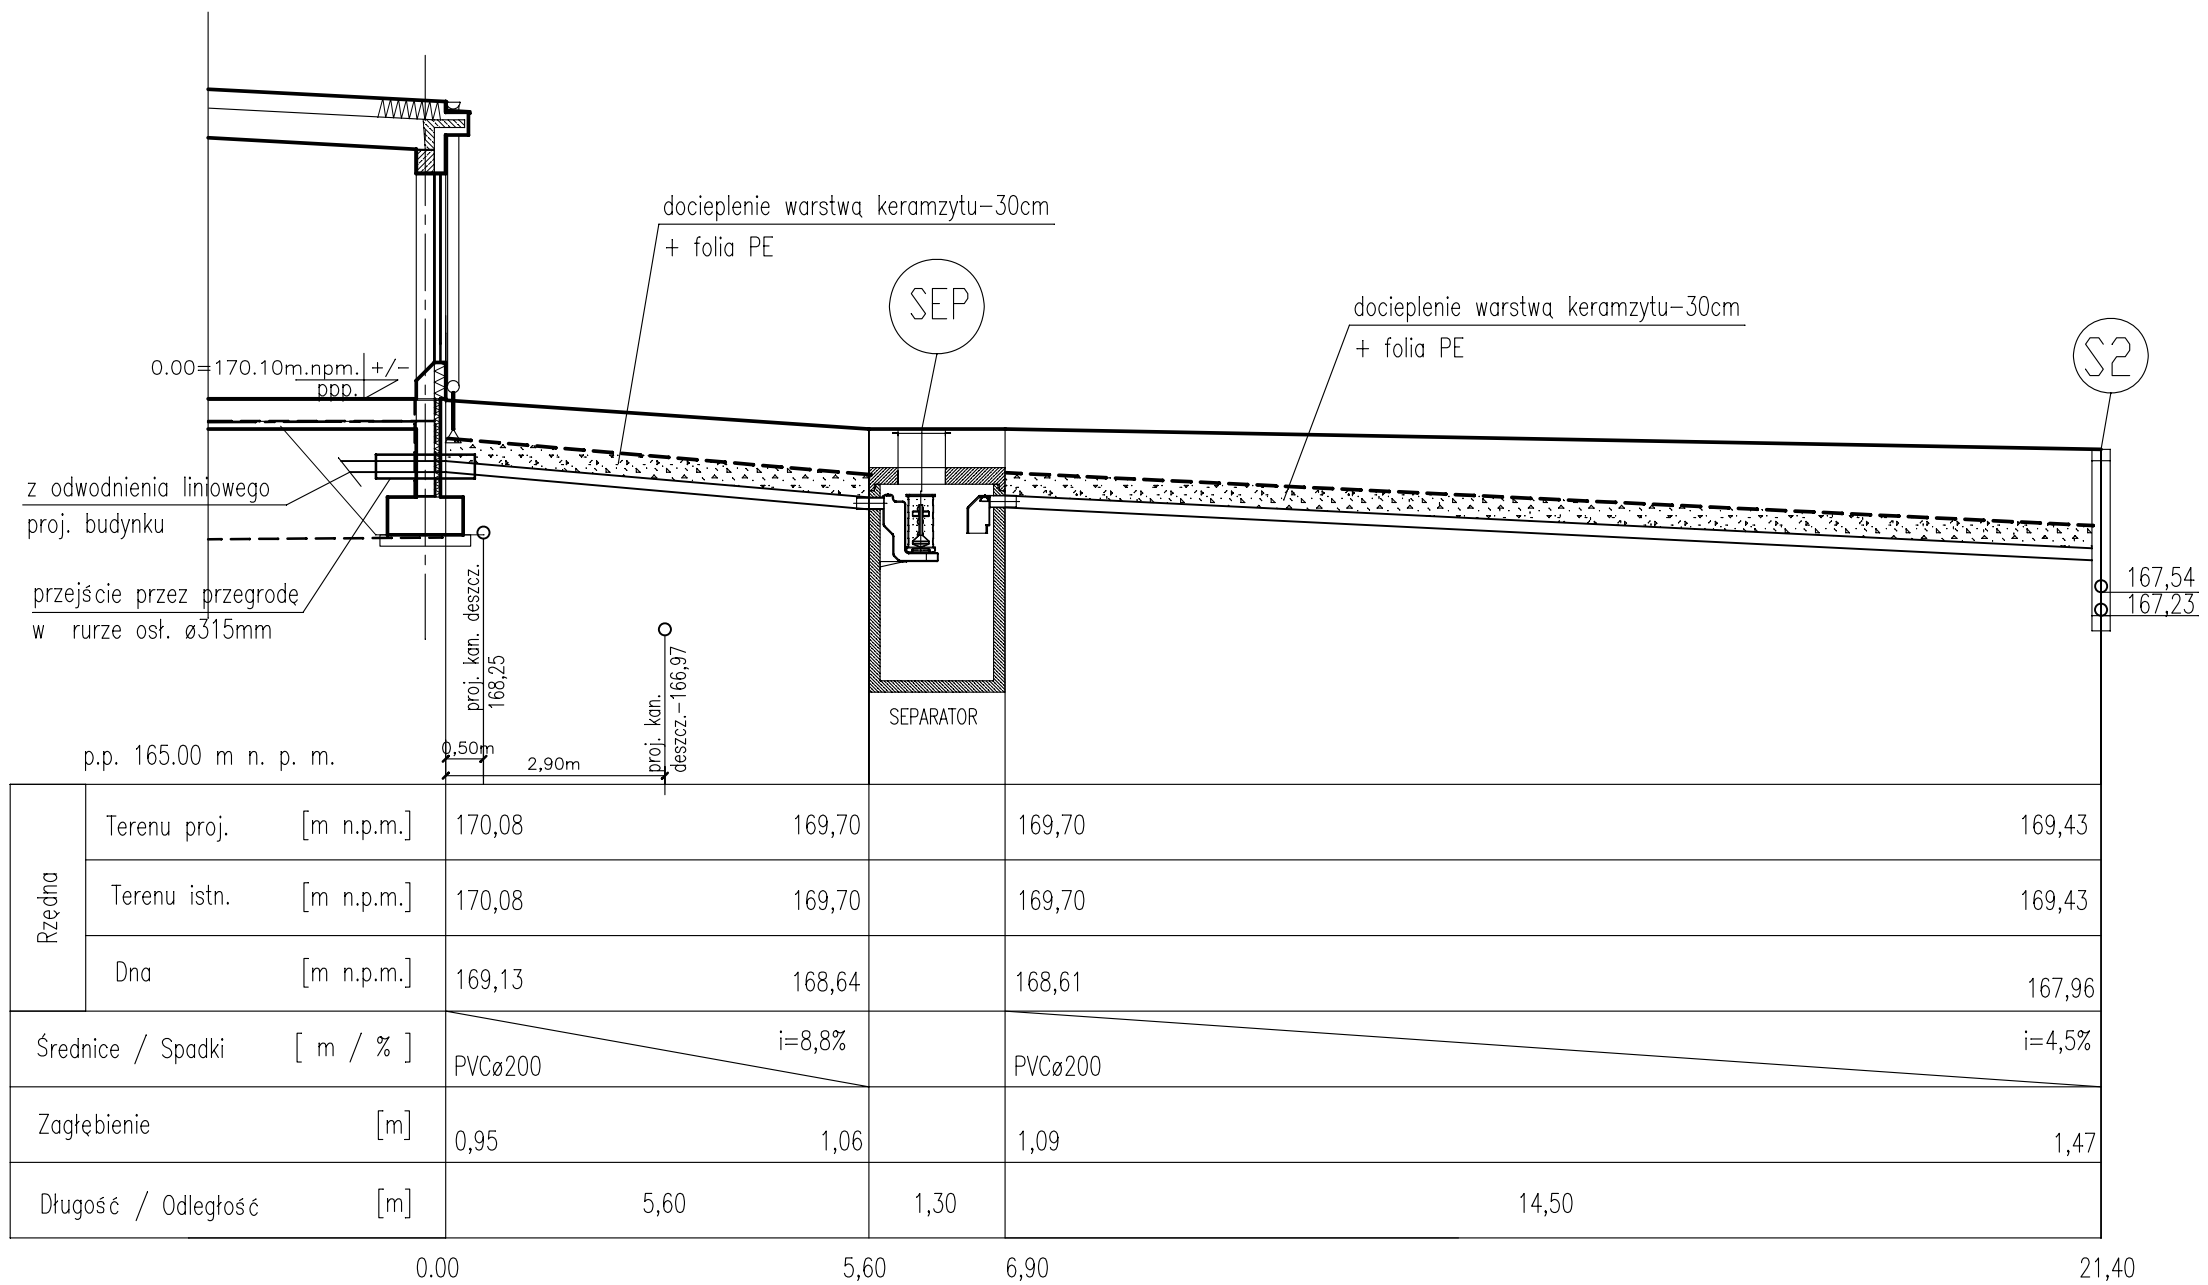 docieplenie warstwą keramzytu-30cm
+ folia PE
SEP
docieplenie warstwą keramzytu-30cm
+ folia PE
S2
0.00=170.10m.npm. +/-
ppp.
z odwodnienia liniowego
proj. budynku
przejście przez przegrodę
w rurze osł. ø315mm
167,54
167,23
proj. kan. deszcz.
168,25
proj. kan.
deszcz.-166,97
SEPARATOR
0,50m
2,90m
p.p. 165.00 m n. p. m.
Rzędna
Terenu proj. [m n.p.m.] 170,08 169,70 169,70 169,43
Terenu istn. [m n.p.m.] 170,08 169,70 169,70 169,43
Dna [m n.p.m.] 169,13 168,64 168,61 167,96
Średnice / Spadki [ m / % ] PVCø200 i=8,8% PVCø200 i=4,5%
Zagłębienie [m] 0,95 1,06 1,09 1,47
Długość / Odległość [m] 5,60 1,30 14,50
0.00 5,60 6,90 21,40